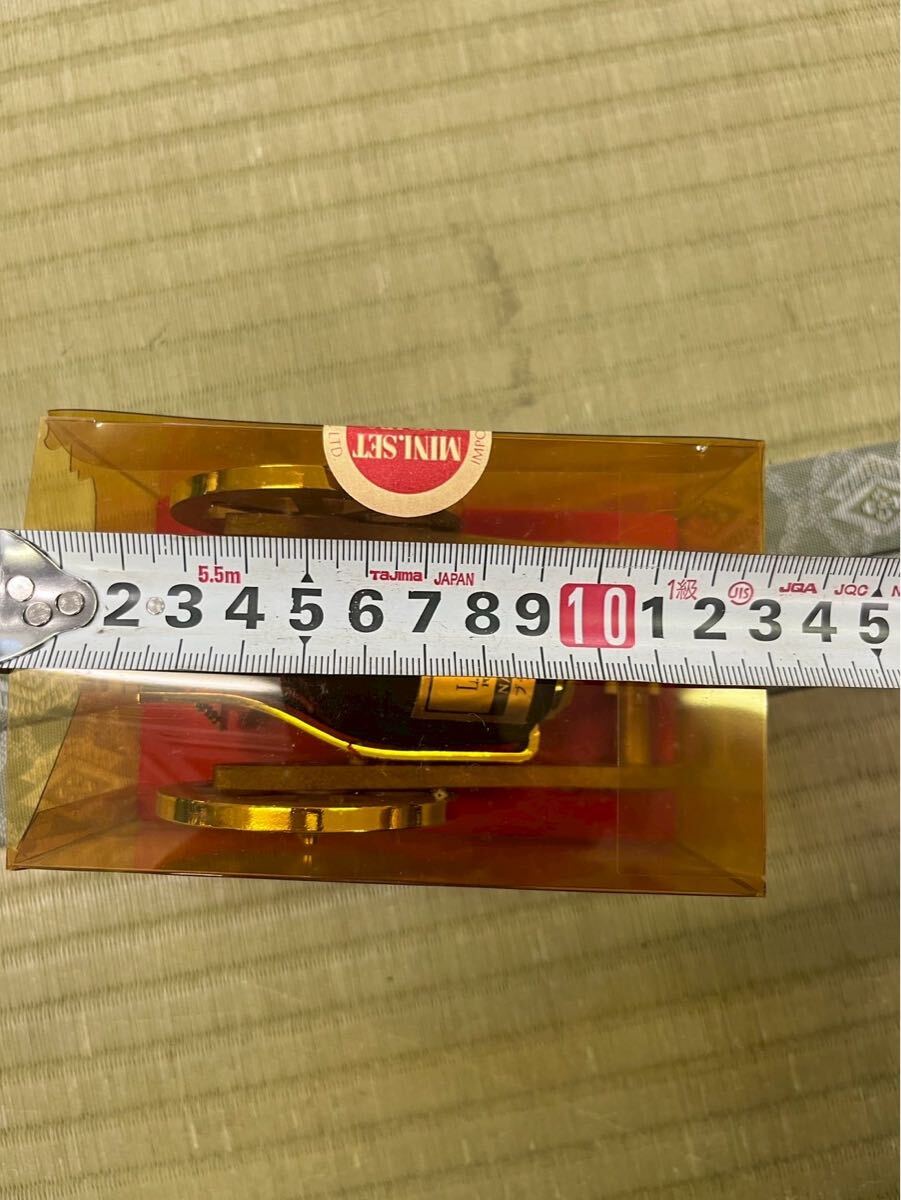 LTD MINI.SET IMPO
5.5m Tajima JAPAN 1級 JIS JQA JQC
2 3 4 5 6 7 8 9 10 1 2 3 4 5